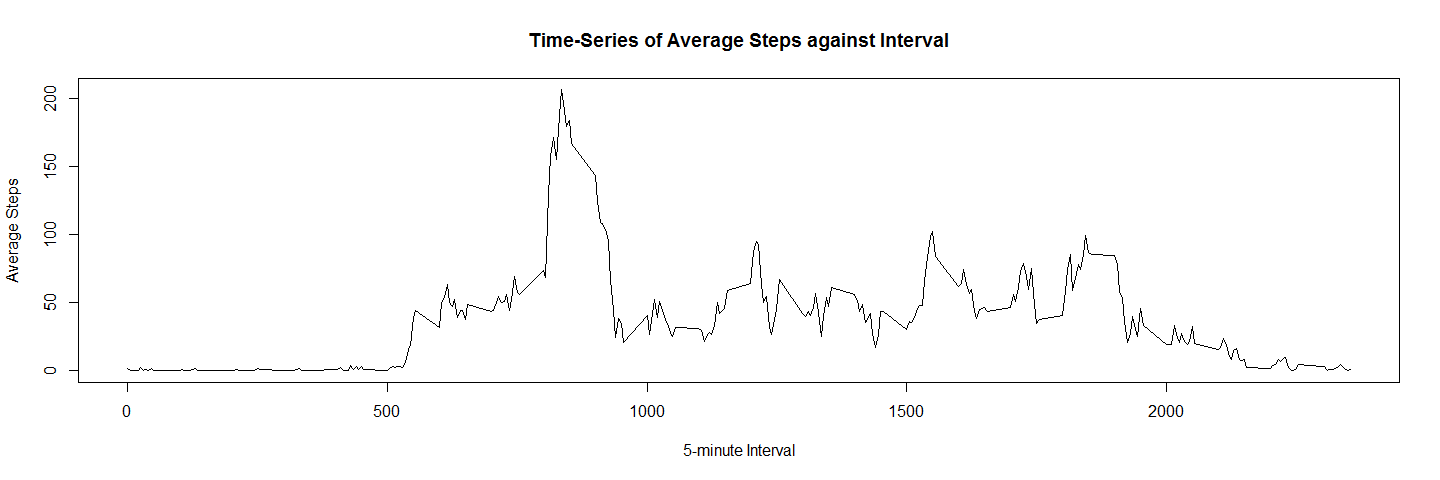 Time-Series of Average Steps against Interval
Average Steps
200
150
100
50
0
0 500 1000 1500 2000
5-minute Interval